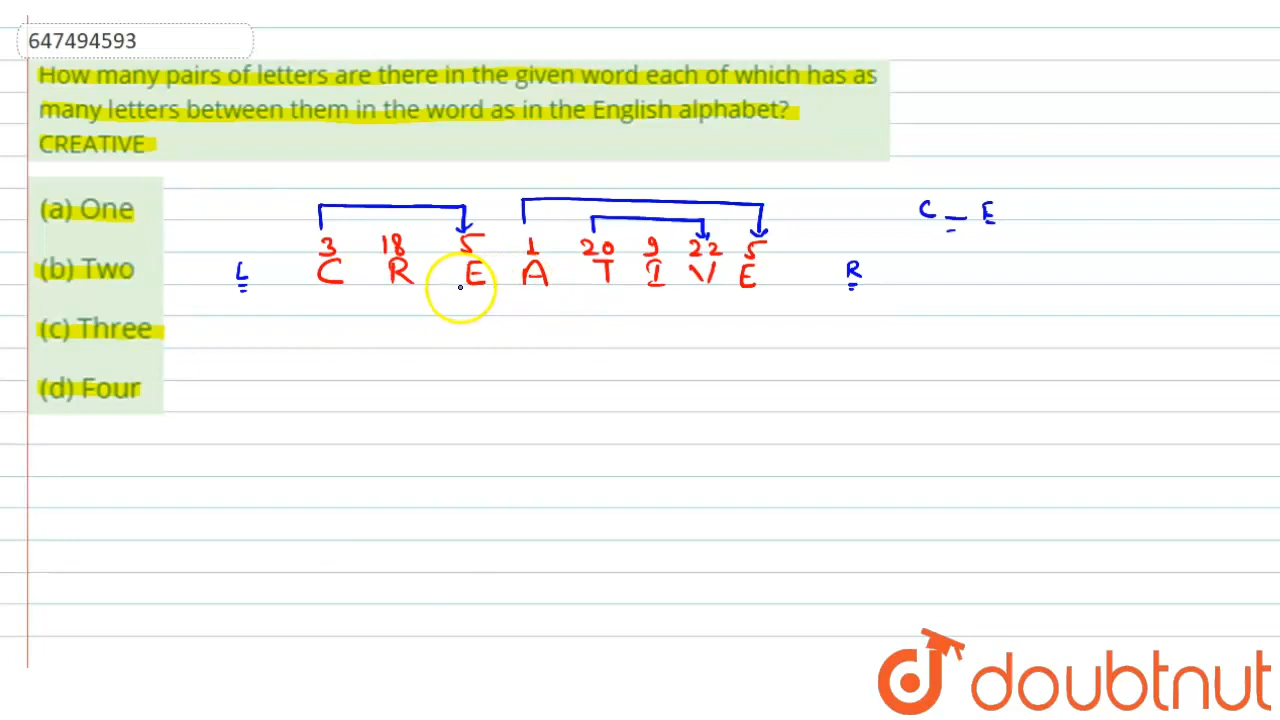 647494593
How many pairs of letters are there in the given word each of which has as
many letters between them in the word as in the English alphabet?
CREATIVE
(a) One
(b) Two
(c) Three
(d) Four
C _ E
3 18 5 1 20 9 22 5
L C R E A T I V E R
doubtnut